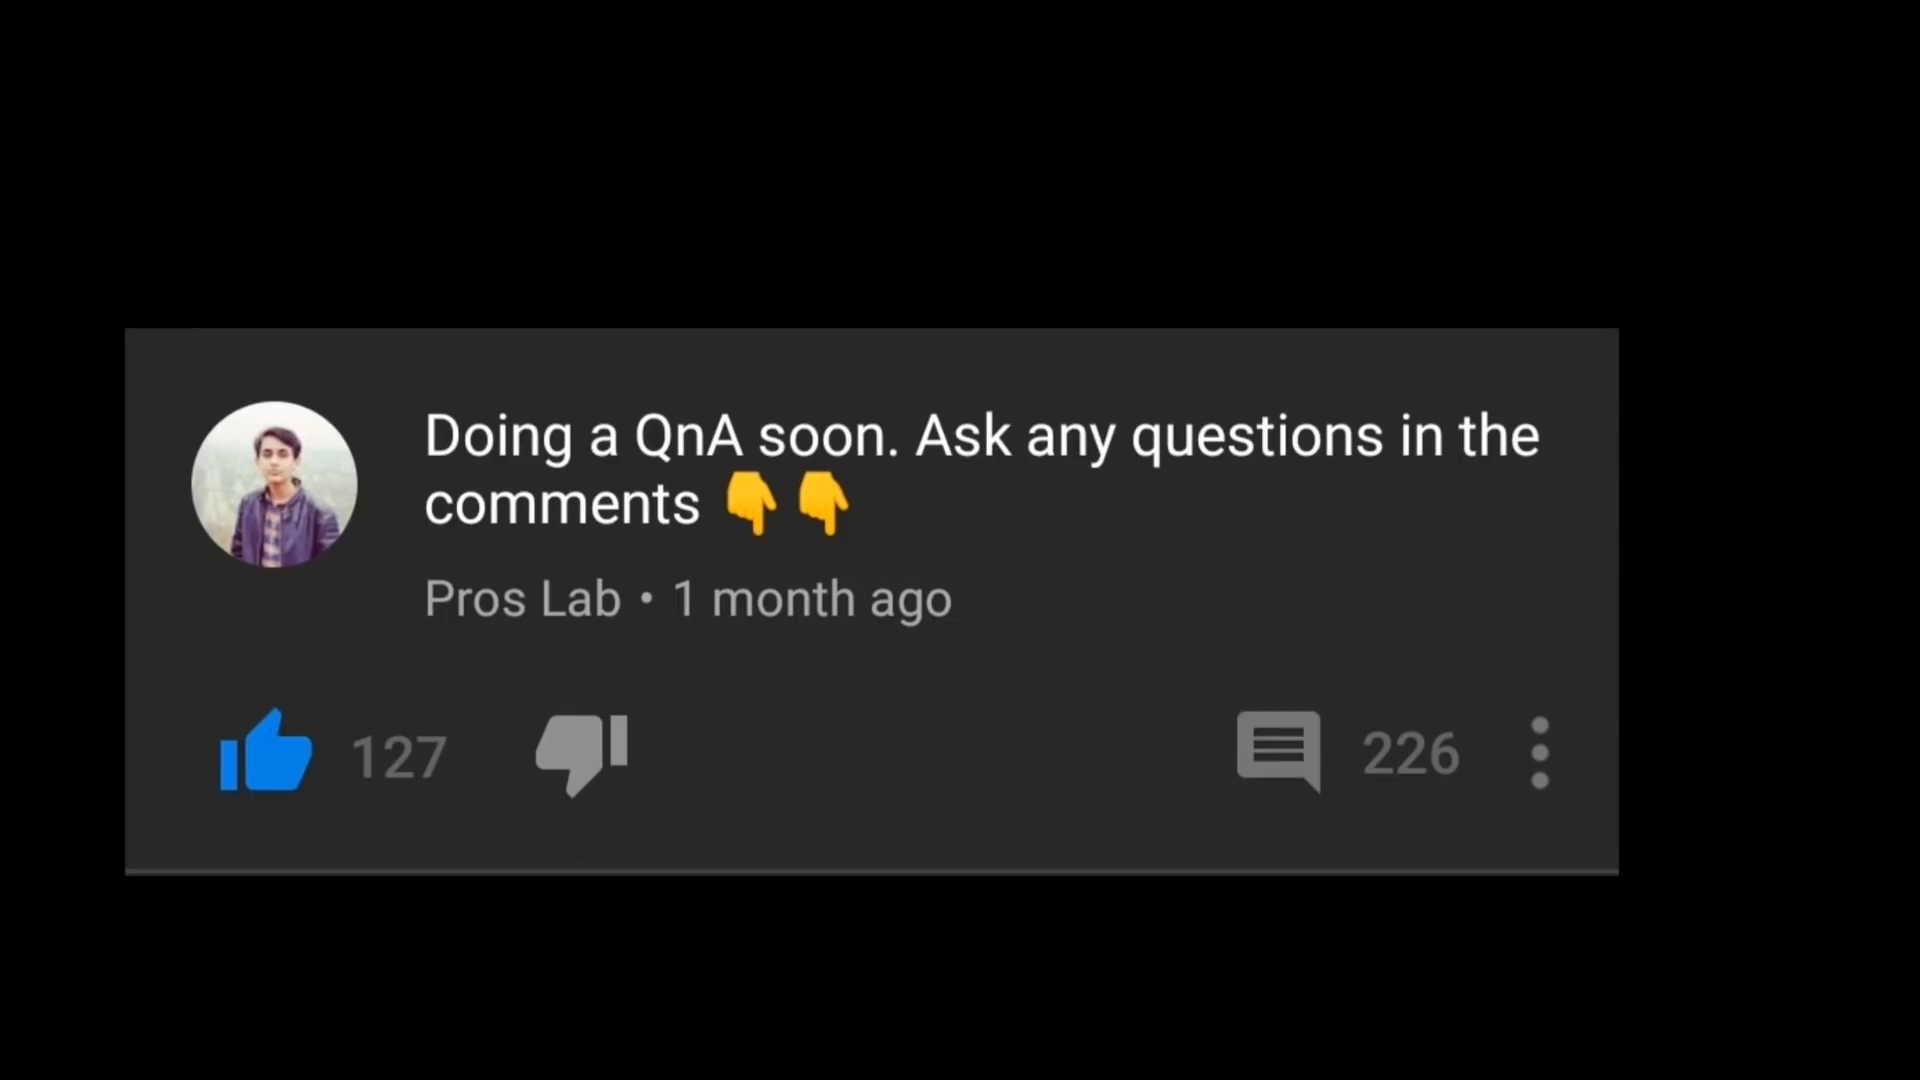 Doing a QnA soon. Ask any questions in the
comments 👇👇
Pros Lab • 1 month ago
127
226